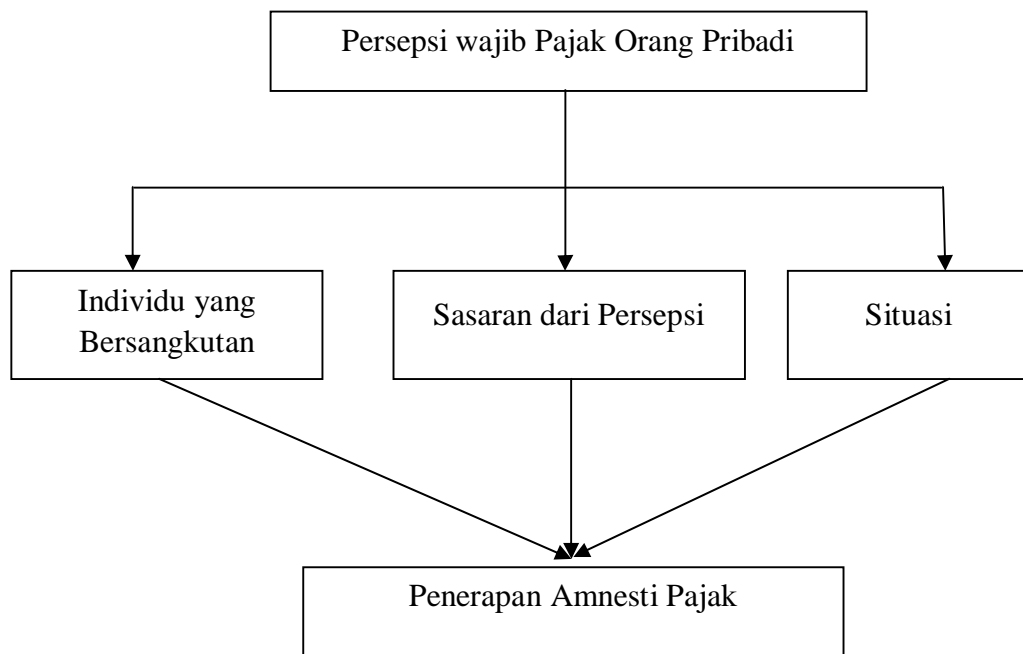 Persepsi wajib Pajak Orang Pribadi
Individu yang
Bersangkutan
Sasaran dari Persepsi
Situasi
Penerapan Amnesti Pajak